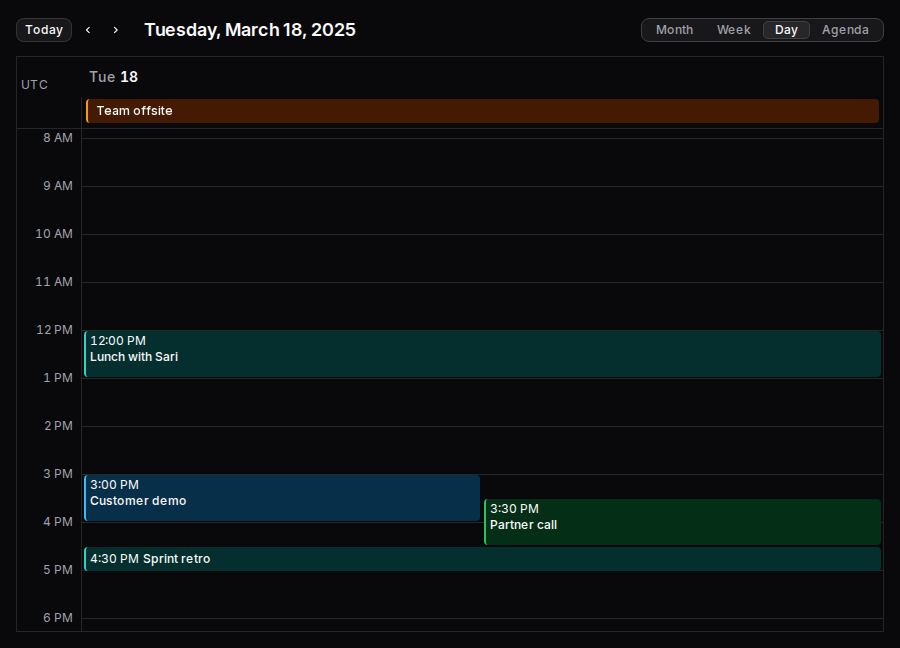 Today
Tuesday, March 18, 2025
Month Week Day Agenda
UTC
Tue 18
Team offsite
8 AM
9 AM
10 AM
11 AM
12 PM
12:00 PM
Lunch with Sari
1 PM
2 PM
3 PM
3:00 PM
Customer demo
3:30 PM
Partner call
4 PM
4:30 PM Sprint retro
5 PM
6 PM